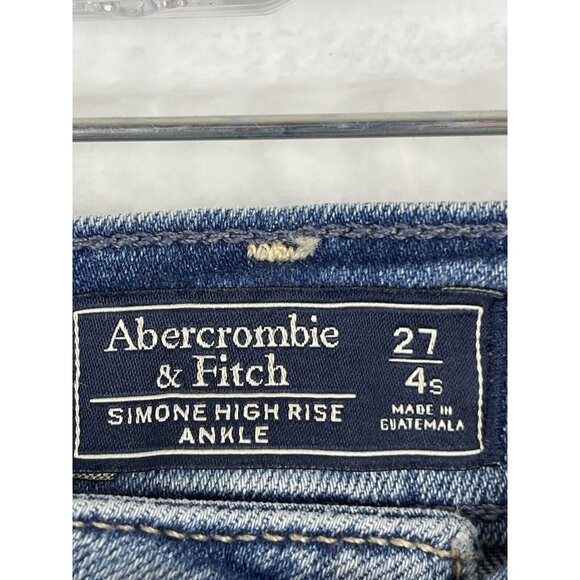 Abercrombie
& Fitch
SIMONE HIGH RISE
ANKLE
27
4S
MADE IN
GUATEMALA